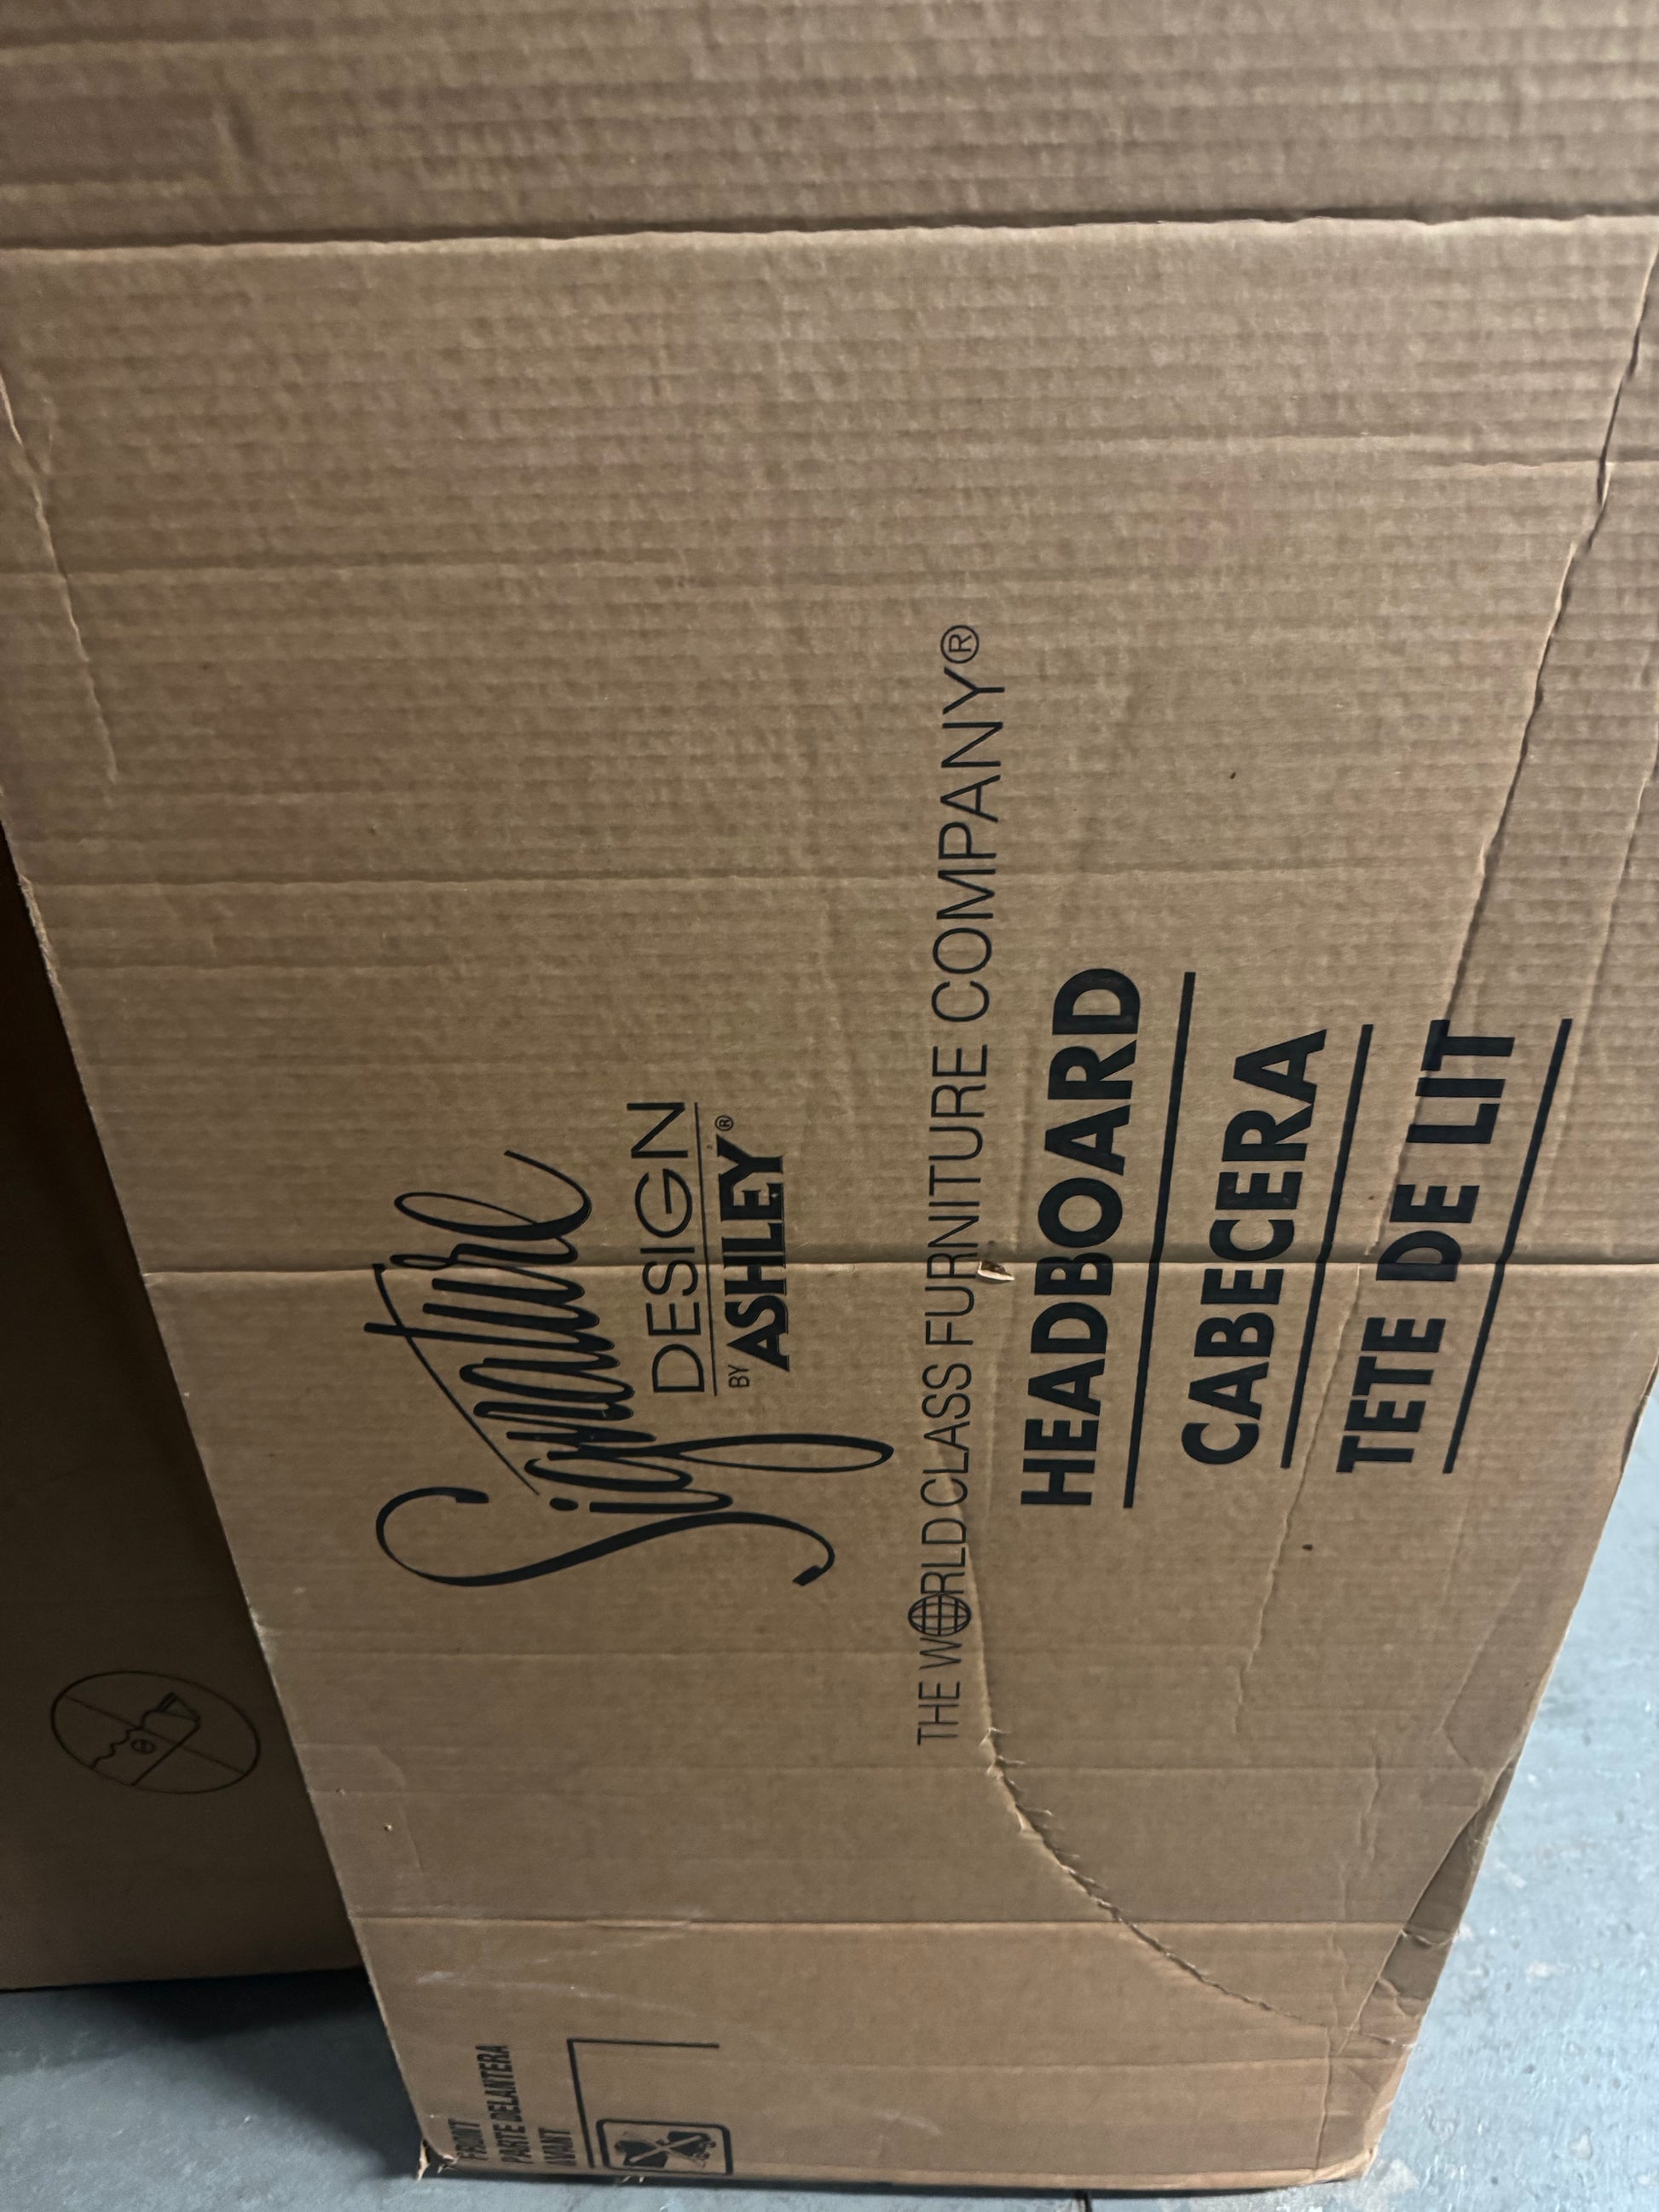 Signature
DESIGN
BY ASHLEY®
THE WORLD CLASS FURNITURE COMPANY®
HEADBOARD
CABECERA
TETE DE LIT
FRONT
PARTE DELANTERA
AVANT